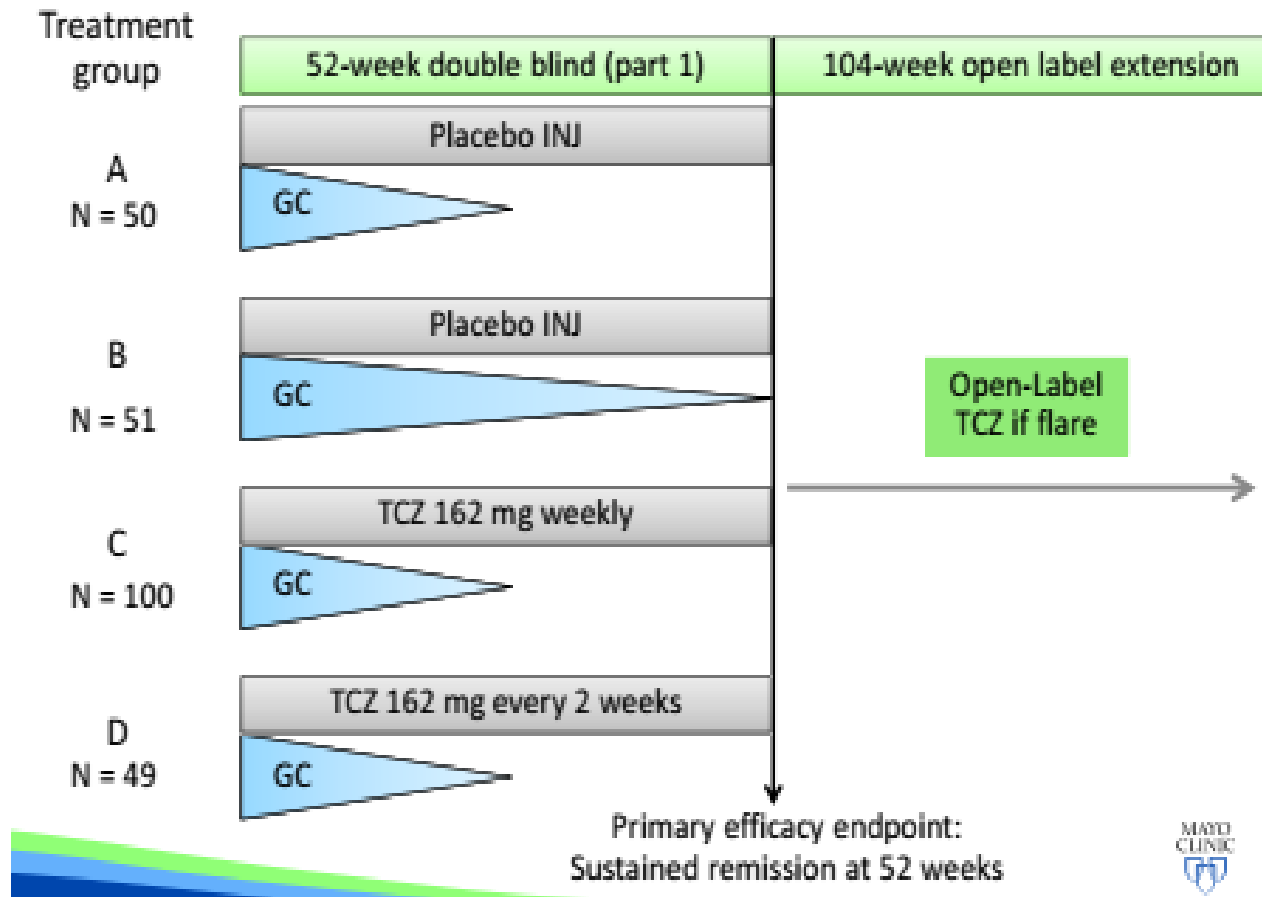 Treatment
group
52-week double blind (part 1)
104-week open label extension
A
N = 50
Placebo INJ
GC
B
N = 51
Placebo INJ
GC
Open-Label
TCZ if flare
C
N = 100
TCZ 162 mg weekly
GC
D
N = 49
TCZ 162 mg every 2 weeks
GC
Primary efficacy endpoint:
Sustained remission at 52 weeks
MAYO
CLINIC